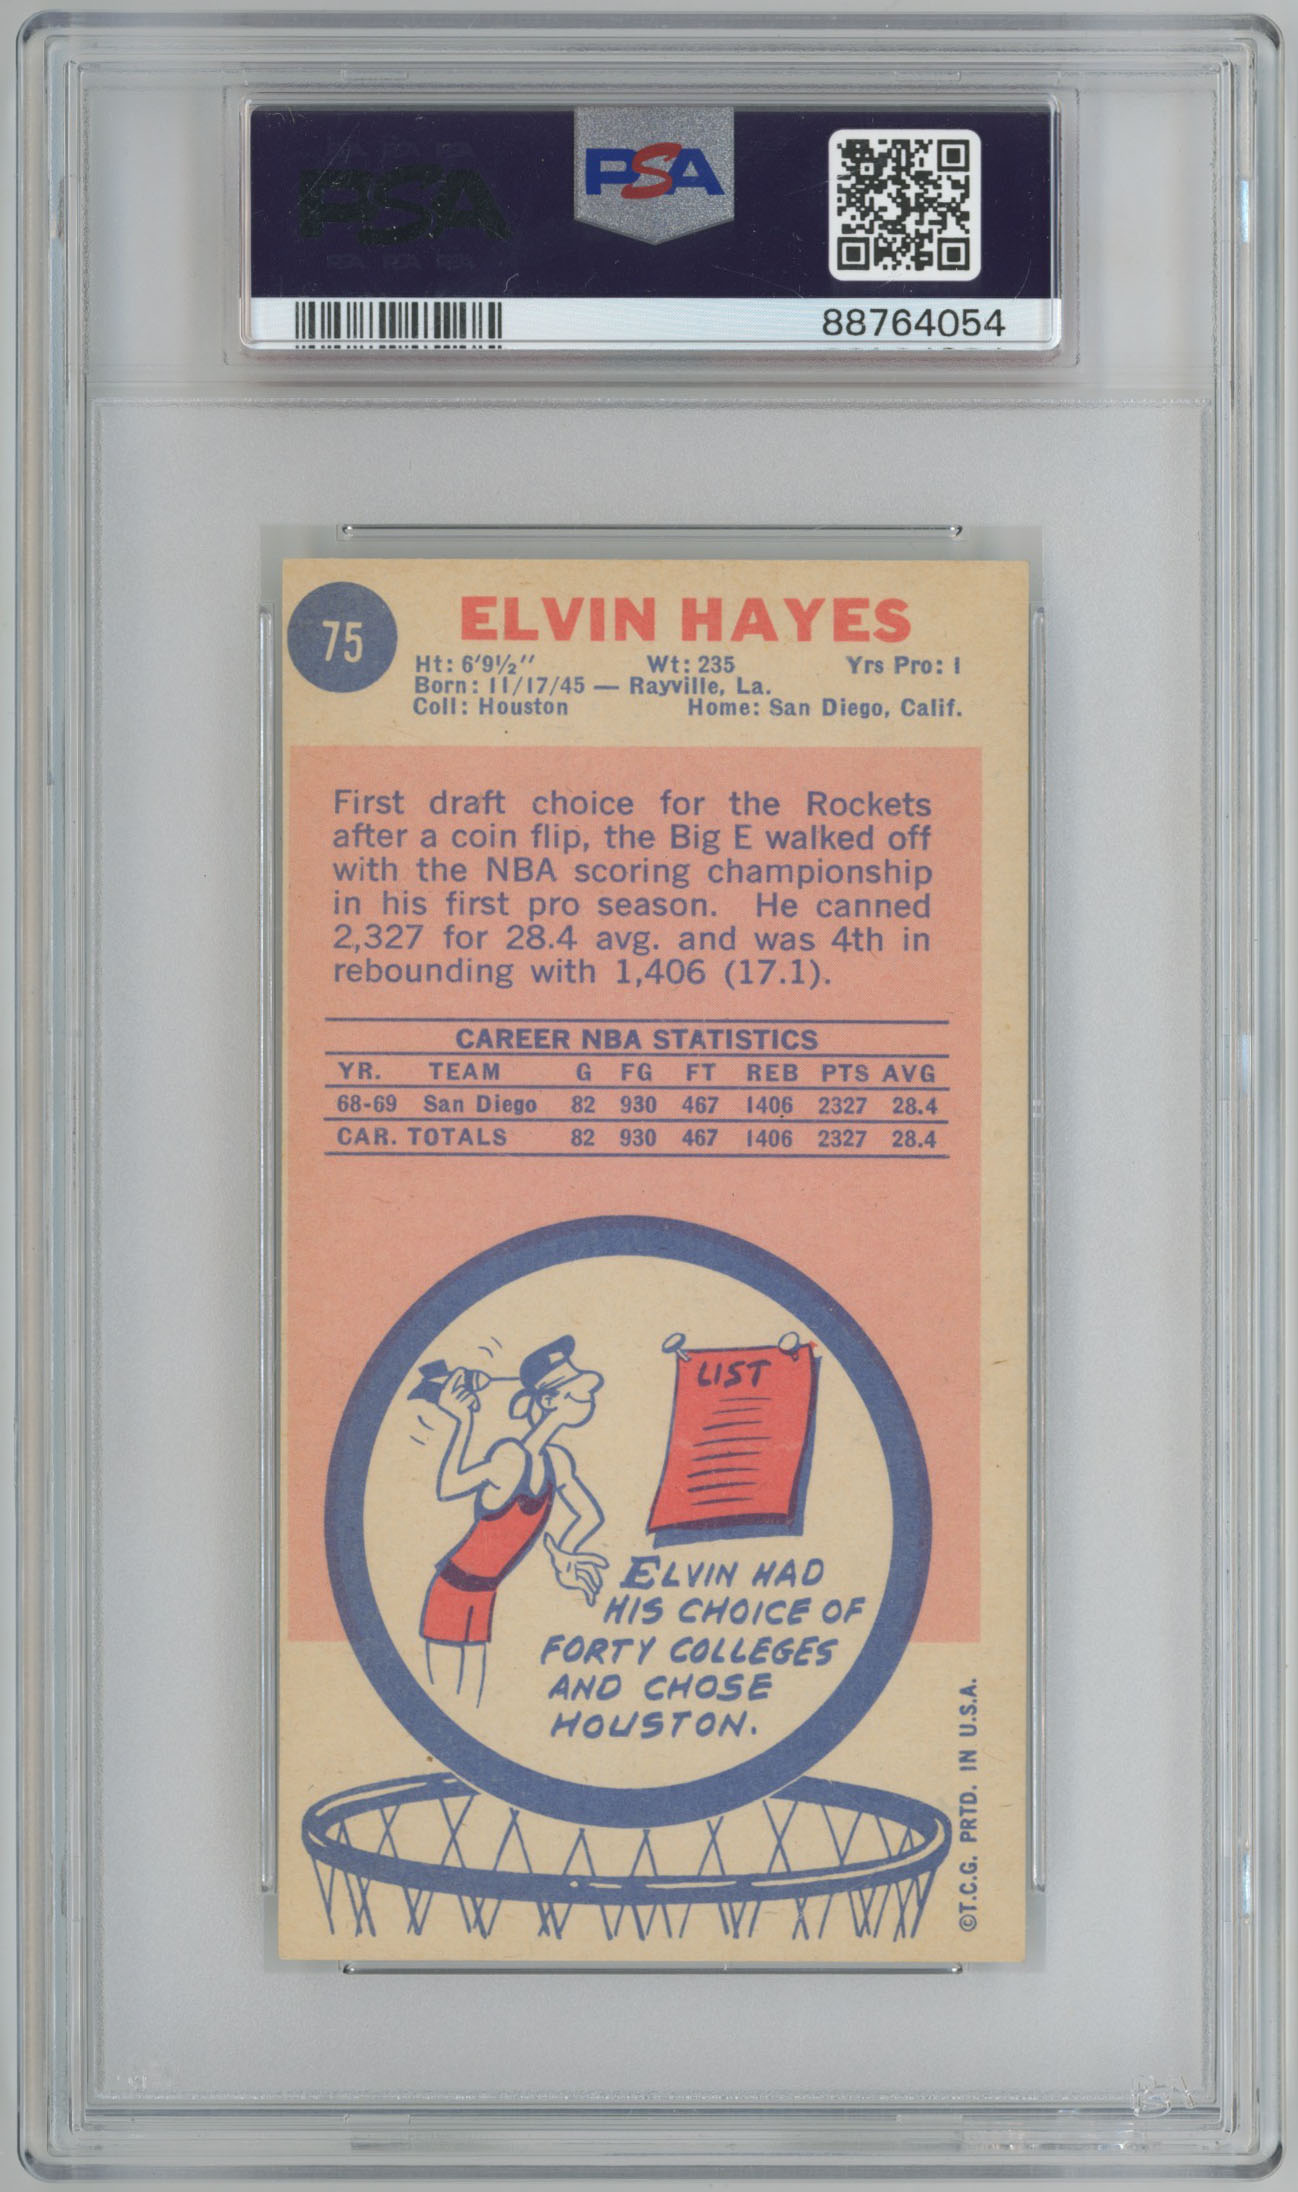 PSA
PSA
88764054
75
ELVIN HAYES
Ht: 6'9½" Wt: 235 Yrs Pro: 1
Born: 11/17/45 — Rayville, La.
Coll: Houston Home: San Diego, Calif.
First draft choice for the Rockets
after a coin flip, the Big E walked off
with the NBA scoring championship
in his first pro season. He canned
2,327 for 28.4 avg. and was 4th in
rebounding with 1,406 (17.1).
CAREER NBA STATISTICS
YR. TEAM G FG FT REB PTS AVG
68-69 San Diego 82 930 467 1406 2327 28.4
CAR. TOTALS 82 930 467 1406 2327 28.4
LIST
ELVIN HAD
HIS CHOICE OF
FORTY COLLEGES
AND CHOSE
HOUSTON.
©T.C.G. PRTD. IN U.S.A.
PSA